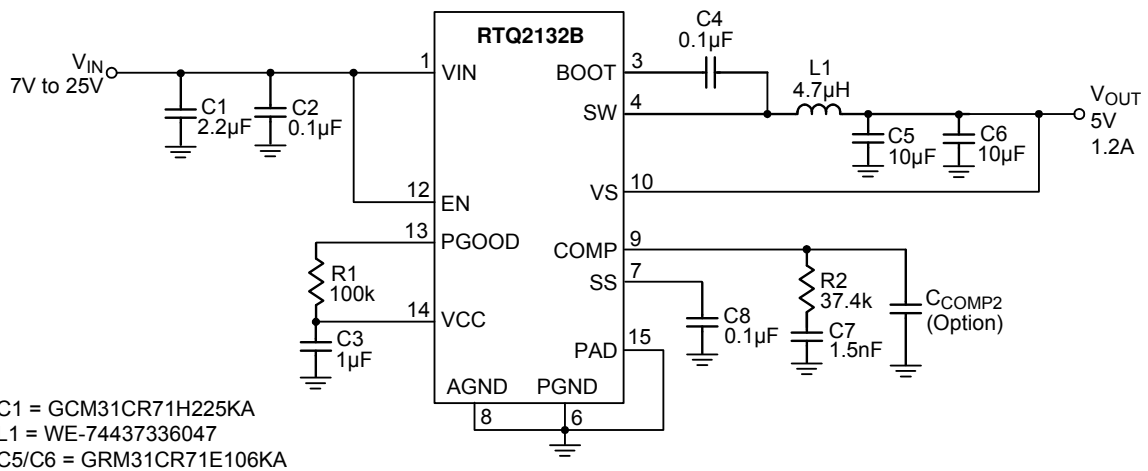 RTQ2132B
VIN
7V to 25V
1
VIN
C1
2.2µF
C2
0.1µF
12
EN
13
PGOOD
R1
100k
14
VCC
C3
1µF
BOOT
3
C4
0.1µF
SW
4
L1
4.7µH
VOUT
5V
1.2A
C5
10µF
C6
10µF
VS
10
COMP
9
R2
37.4k
C7
1.5nF
CCOMP2
(Option)
SS
7
C8
0.1µF
PAD
15
AGND
8
PGND
6
C1 = GCM31CR71H225KA
L1 = WE-74437336047
C5/C6 = GRM31CR71E106KA